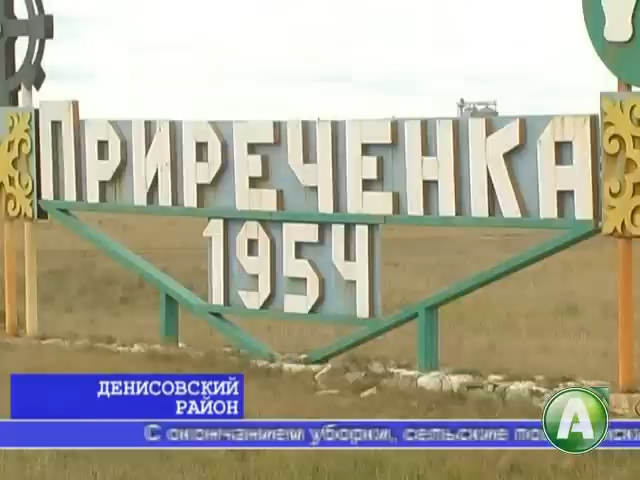 ПРИРЕЧЕНКА
1954
ДЕНИСОВСКИЙ
РАЙОН
С окончанием уборки, сельские
А